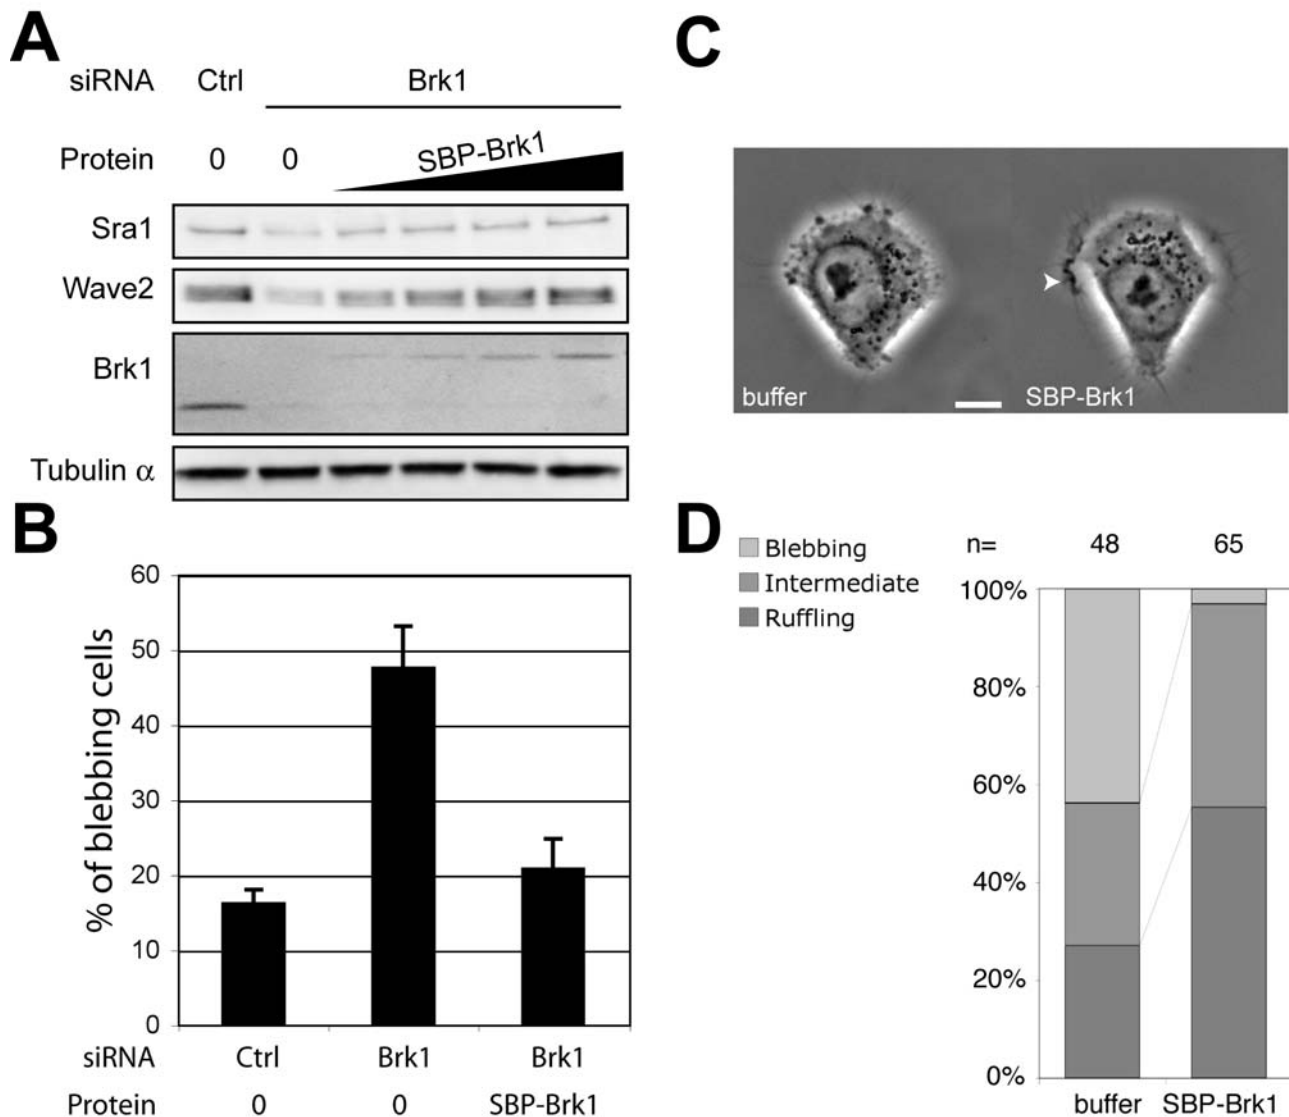 A
siRNA Ctrl Brk1
Protein 0 0 SBP-Brk1
Sra1
Wave2
Brk1
Tubulin α
B
60
50
40
30
20
10
0
% of blebbing cells
siRNA Ctrl Brk1 Brk1
Protein 0 0 SBP-Brk1
C
buffer SBP-Brk1
D
Blebbing
Intermediate
Ruffling
n= 48 65
100%
80%
60%
40%
20%
0%
buffer SBP-Brk1